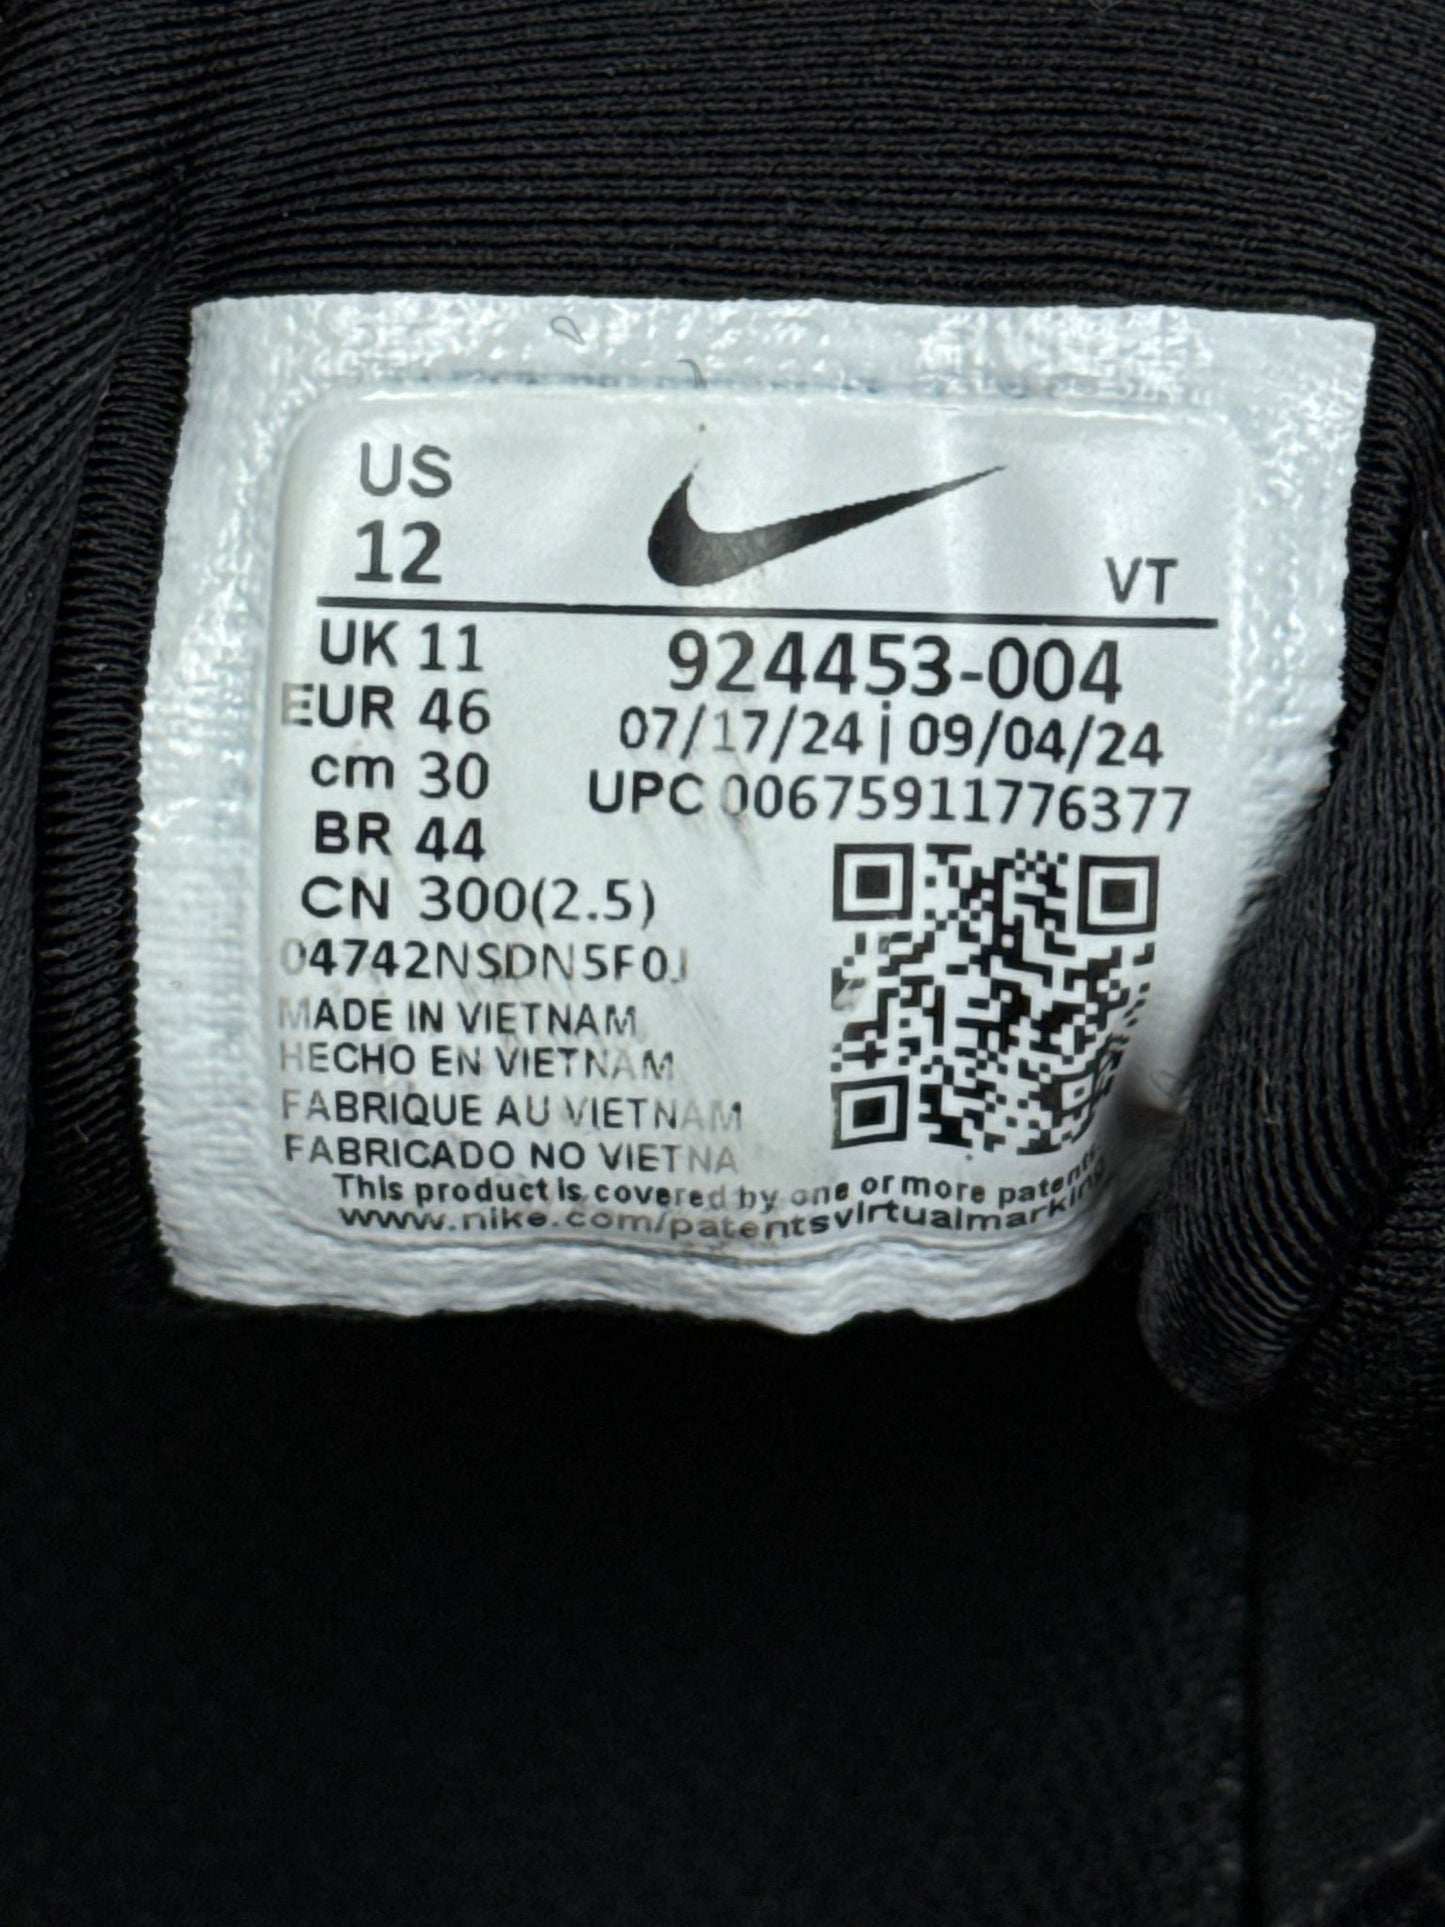 US
12
VT
UK 11
EUR 46
cm 30
BR 44
CN 300(2.5)
924453-004
07/17/24 | 09/04/24
UPC 00675911776377
04742NSDN5F0J
MADE IN VIETNAM
HECHO EN VIETNAM
FABRIQUE AU VIETNAM
FABRICADO NO VIETNA
This product is covered by one or more patent
www.nike.com/patentsvirtualmarking